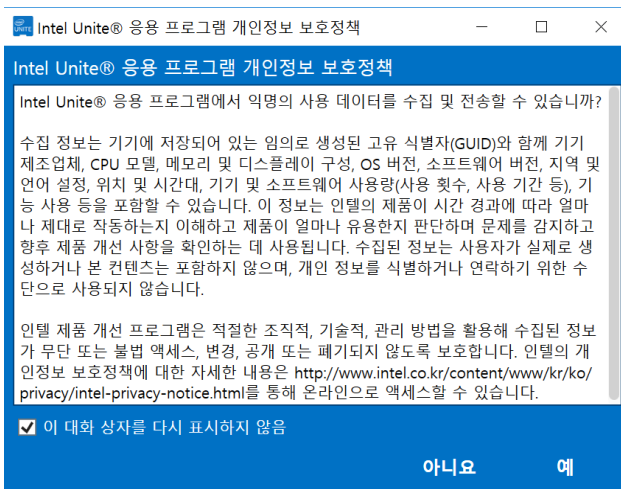 Intel Unite® 응용 프로그램 개인정보 보호정책
Intel Unite® 응용 프로그램 개인정보 보호정책
Intel Unite® 응용 프로그램에서 익명의 사용 데이터를 수집 및 전송할 수 있습니까?
수집 정보는 기기에 저장되어 있는 임의로 생성된 고유 식별자(GUID)와 함께 기기
제조업체, CPU 모델, 메모리 및 디스플레이 구성, OS 버전, 소프트웨어 버전, 지역 및
언어 설정, 위치 및 시간대, 기기 및 소프트웨어 사용량(사용 횟수, 사용 기간 등), 기
능 사용 등을 포함할 수 있습니다. 이 정보는 인텔의 제품이 시간 경과에 따라 얼마
나 제대로 작동하는지 이해하고 제품이 얼마나 유용한지 판단하며 문제를 감지하고
향후 제품 개선 사항을 확인하는 데 사용됩니다. 수집된 정보는 사용자가 실제로 생
성하거나 본 컨텐츠는 포함하지 않으며, 개인 정보를 식별하거나 연락하기 위한 수
단으로 사용되지 않습니다.
인텔 제품 개선 프로그램은 적절한 조직적, 기술적, 관리 방법을 활용해 수집된 정보
가 무단 또는 불법 액세스, 변경, 공개 또는 폐기되지 않도록 보호합니다. 인텔의 개
인정보 보호정책에 대한 자세한 내용은 http://www.intel.co.kr/content/www/kr/ko/
privacy/intel-privacy-notice.html를 통해 온라인으로 액세스할 수 있습니다.
이 대화 상자를 다시 표시하지 않음
아니요 예